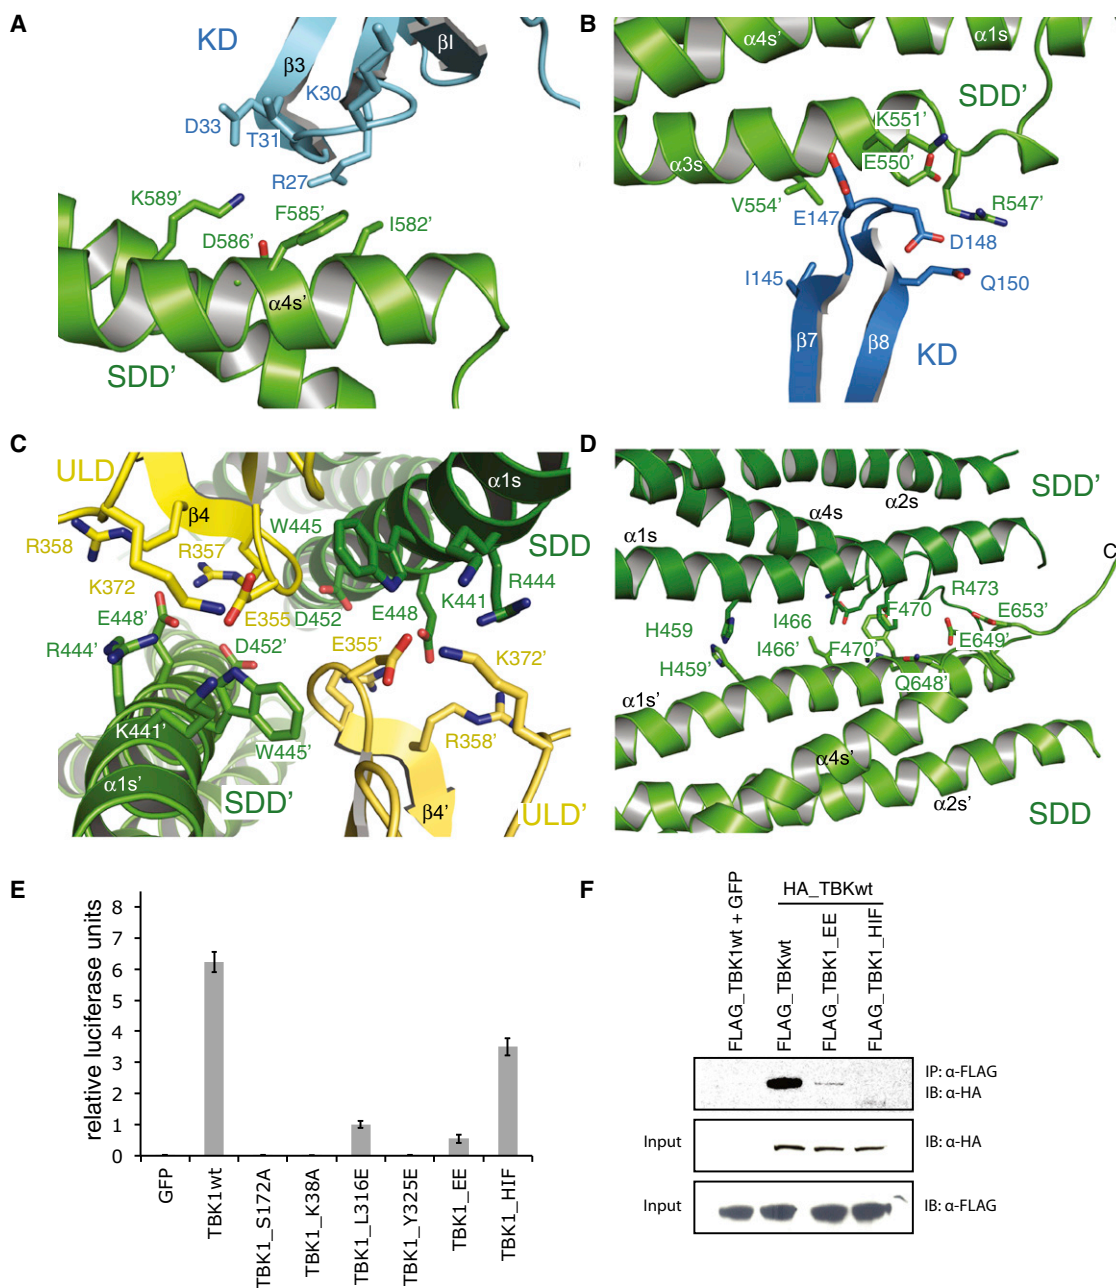 A
KD
βI
β3
K30
D33
T31
R27
K589'
F585'
D586'
I582'
α4s'
SDD'
B
α4s'
α1s
SDD'
K551'
α3s
E550'
V554'
E147
R547'
D148
I145
Q150
β7
β8
KD
C
ULD
α1s
β4
W445
R358
R357
SDD
K372
R444
E448
K441
E355
D452
E448'
R444'
D452'
E355'
K372'
K441'
R358'
W445'
α1s'
SDD'
β4'
ULD'
D
α2s
SDD'
α4s
α1s
C
R473
I466
F470
E653'
H459
E649'
I466'
F470'
H459'
Q648'
α1s'
α4s'
α2s'
SDD
E
relative luciferase units
8
7
6
5
4
3
2
1
0
GFP
TBK1wt
TBK1_S172A
TBK1_K38A
TBK1_L316E
TBK1_Y325E
TBK1_EE
TBK1_HIF
F
HA_TBKwt
FLAG_TBK1wt + GFP
FLAG_TBKwt
FLAG_TBK1_EE
FLAG_TBK1_HIF
IP: α-FLAG
IB: α-HA
Input
IB: α-HA
Input
IB: α-FLAG